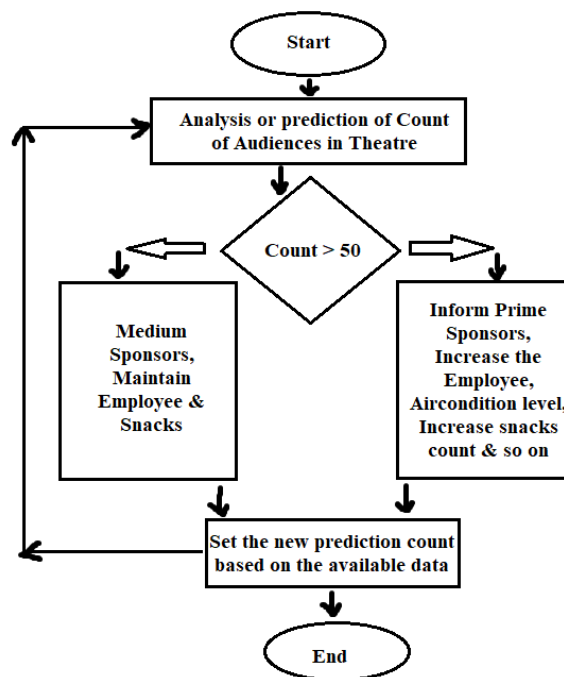 Start
Analysis or prediction of Count
of Audiences in Theatre
Count > 50
Medium
Sponsors,
Maintain
Employee &
Snacks
Inform Prime
Sponsors,
Increase the
Employee,
Aircondition level,
Increase snacks
count & so on
Set the new prediction count
based on the available data
End